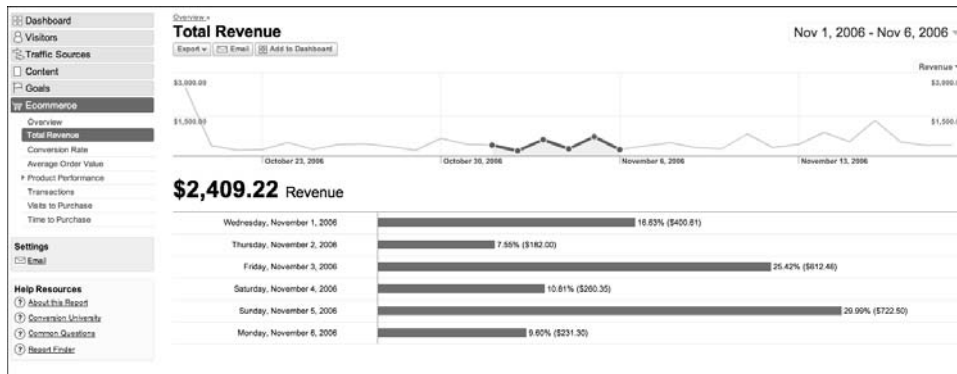 Dashboard
Visitors
Traffic Sources
Content
Goals
Ecommerce
Overview
Total Revenue
Conversion Rate
Average Order Value
Product Performance
Transactions
Visits to Purchase
Time to Purchase
Settings
Email
Help Resources
About this Report
Conversion University
Common Questions
Report Finder
Overview »
Total Revenue
Nov 1, 2006 - Nov 6, 2006
Export Email Add to Dashboard
Revenue
$3,000.00 $3,000.0
$1,500.00 $1,500.
October 23, 2006 October 30, 2006 November 6, 2006 November 13, 2006
$2,409.22 Revenue
Wednesday, November 1, 2006 16.63% ($400.61)
Thursday, November 2, 2006 7.55% ($182.00)
Friday, November 3, 2006 25.42% ($612.46)
Saturday, November 4, 2006 10.81% ($260.35)
Sunday, November 5, 2006 29.99% ($722.50)
Monday, November 6, 2006 9.60% ($231.30)